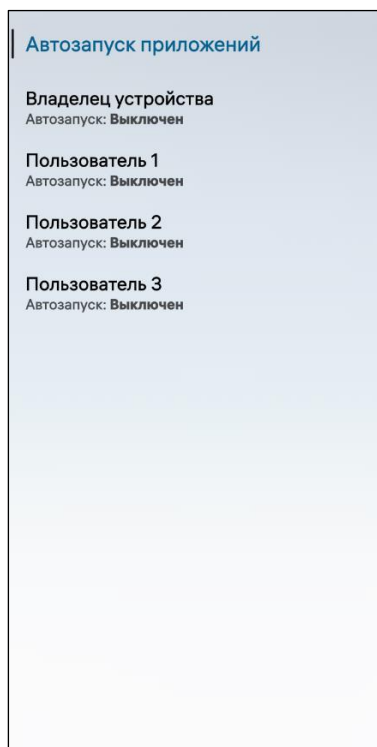 Автозапуск приложений
Владелец устройства
Автозапуск: Выключен
Пользователь 1
Автозапуск: Выключен
Пользователь 2
Автозапуск: Выключен
Пользователь 3
Автозапуск: Выключен